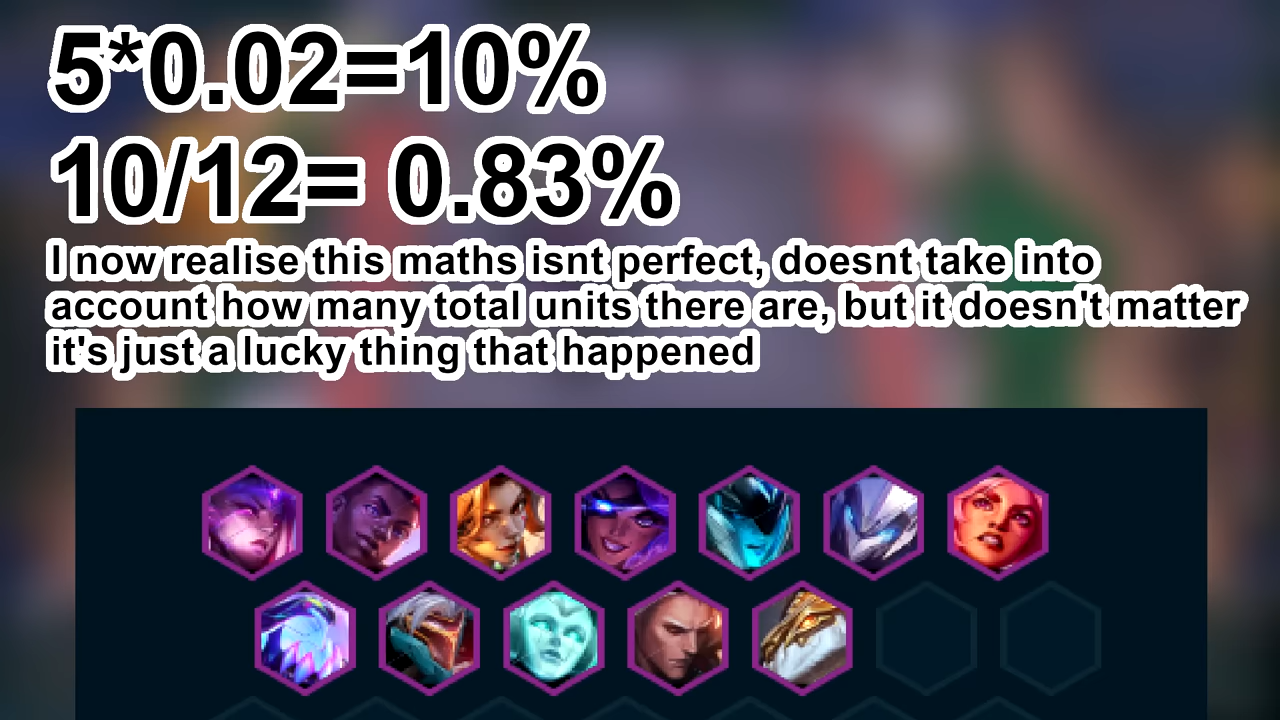 5*0.02=10%
10/12= 0.83%
I now realise this maths isnt perfect, doesnt take into
account how many total units there are, but it doesn't matter
it's just a lucky thing that happened